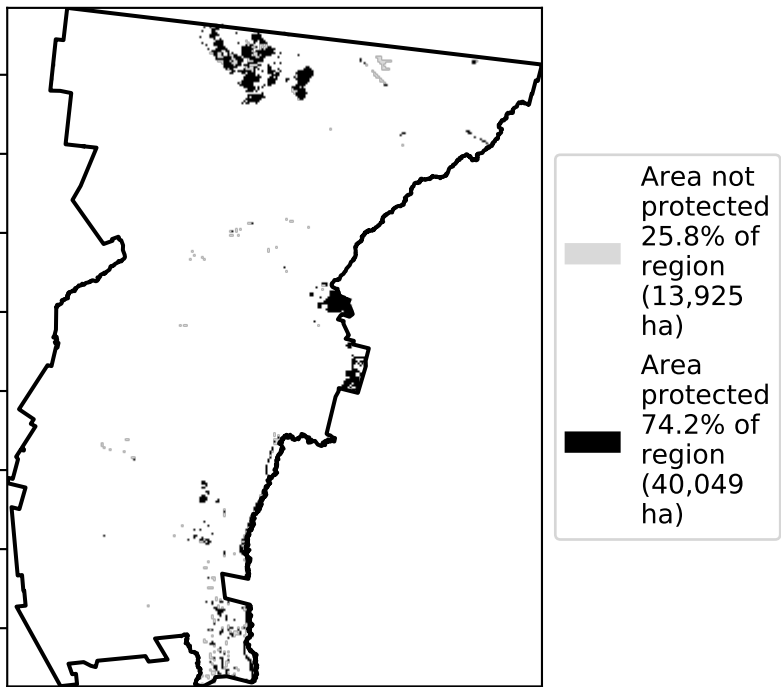 Area not
protected
25.8% of
region
(13,925
ha)
Area
protected
74.2% of
region
(40,049
ha)